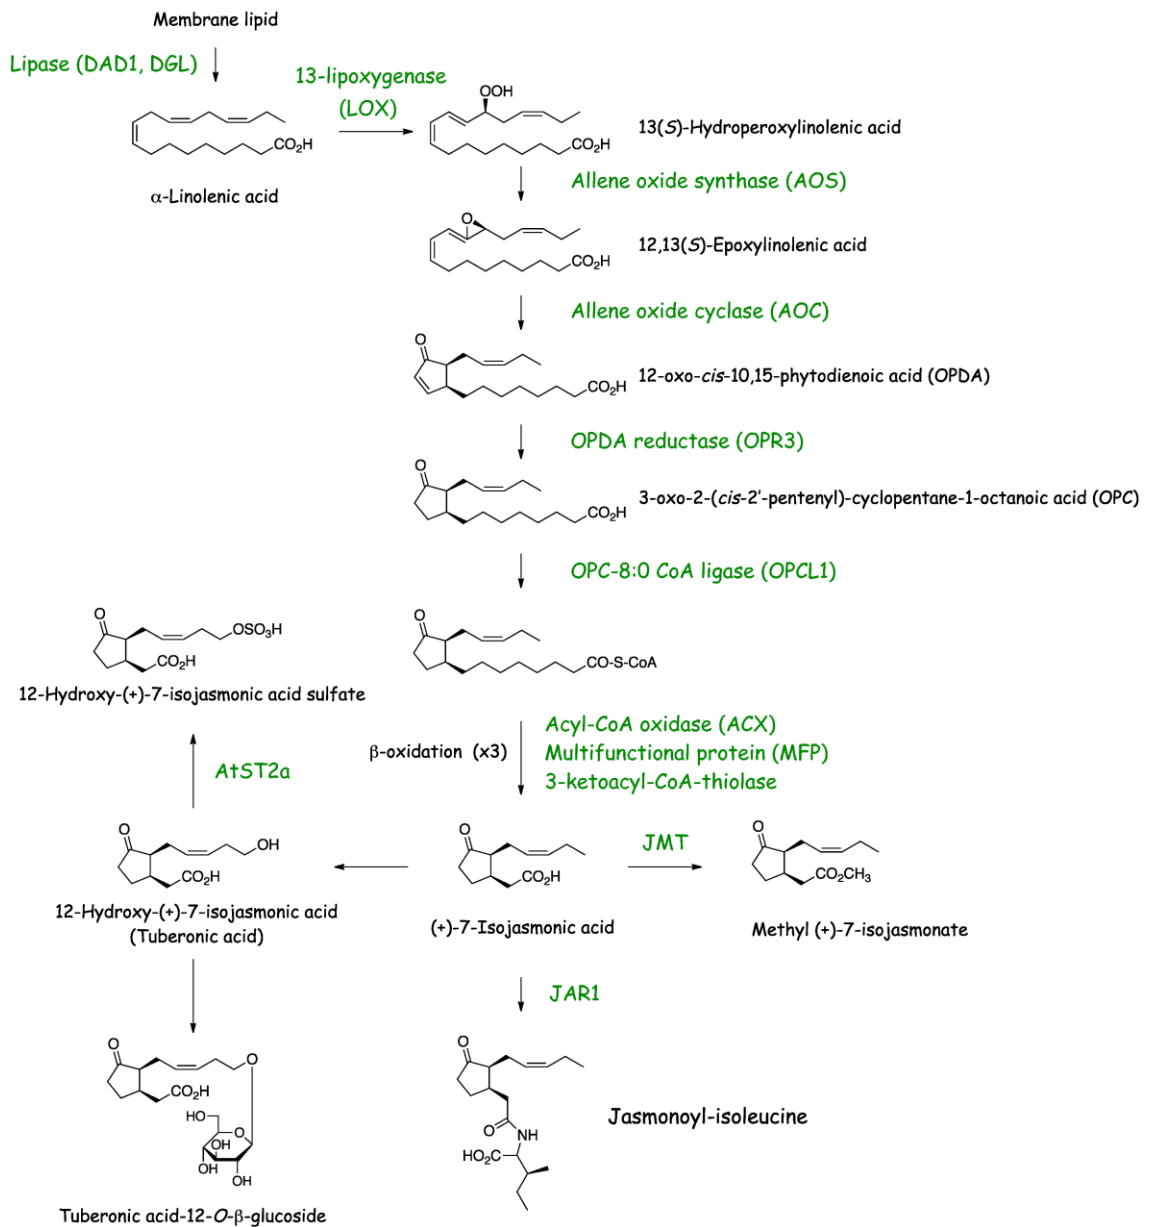 Membrane lipid
Lipase (DAD1, DGL)
13-lipoxygenase
(LOX)
OOH
CO₂H
CO₂H
13(S)-Hydroperoxylinolenic acid
α-Linolenic acid
Allene oxide synthase (AOS)
O
CO₂H
12,13(S)-Epoxylinolenic acid
Allene oxide cyclase (AOC)
O
CO₂H
12-oxo-cis-10,15-phytodienoic acid (OPDA)
OPDA reductase (OPR3)
O
CO₂H
3-oxo-2-(cis-2'-pentenyl)-cyclopentane-1-octanoic acid (OPC)
OPC-8:0 CoA ligase (OPCL1)
O
OSO₃H
CO₂H
12-Hydroxy-(+)-7-isojasmonic acid sulfate
O
CO-S-CoA
β-oxidation (x3)
Acyl-CoA oxidase (ACX)
Multifunctional protein (MFP)
3-ketoacyl-CoA-thiolase
AtST2a
O
OH
CO₂H
12-Hydroxy-(+)-7-isojasmonic acid
(Tuberonic acid)
O
CO₂H
(+)-7-Isojasmonic acid
JMT
O
CO₂CH₃
Methyl (+)-7-isojasmonate
JAR1
O
O
CO₂H
HO
O
OH
OH
OH
Tuberonic acid-12-O-β-glucoside
O
O
NH
HO₂C
Jasmonoyl-isoleucine